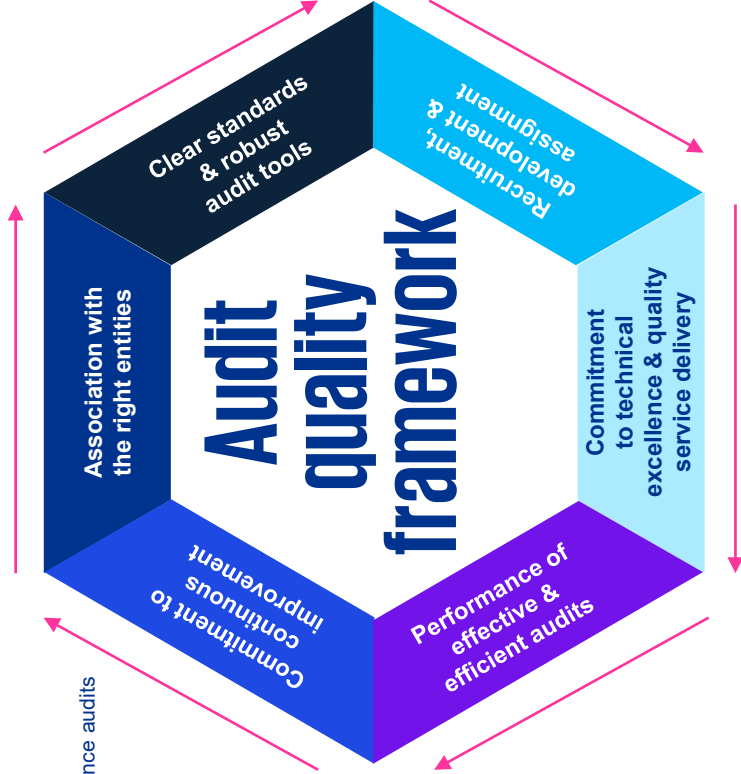 Audit
quality
framework
Association with
the right entities
Clear standards
& robust
audit tools
Recruitment,
development &
assignment
Commitment
to technical
excellence & quality
service delivery
Performance of
effective &
efficient audits
Commitment to
continuous
improvement
nce audits